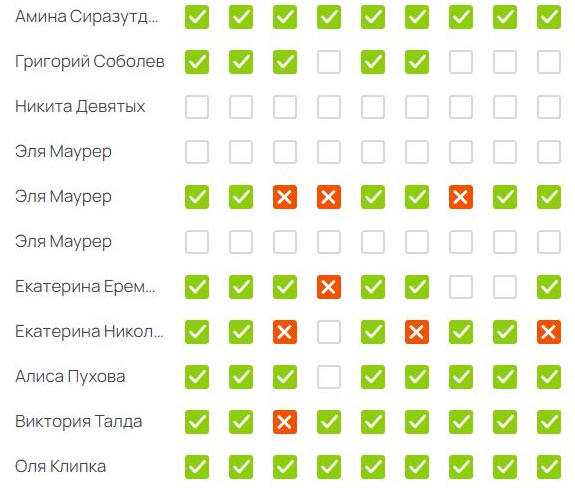 Амина Сиразутд...
Григорий Соболев
Никита Девятых
Эля Маурер
Эля Маурер
Эля Маурер
Екатерина Ерем...
Екатерина Никол...
Алиса Пухова
Виктория Талда
Оля Клипка